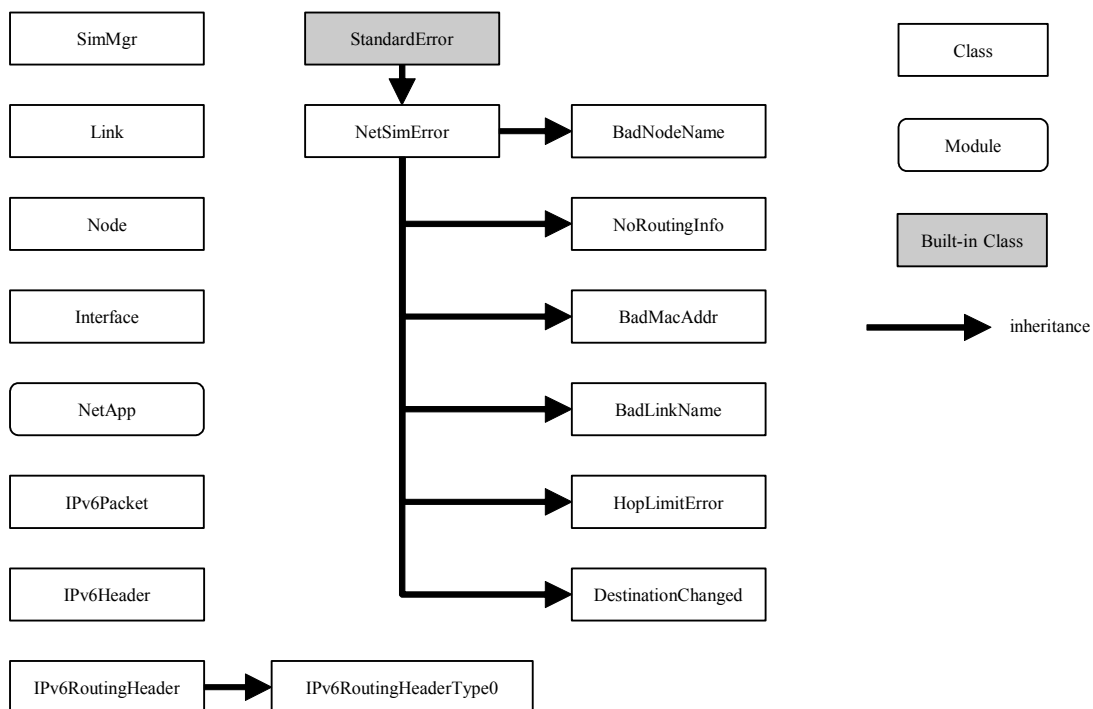 SimMgr
StandardError
Class
Link
NetSimError
BadNodeName
Module
Node
NoRoutingInfo
Built-in Class
Interface
BadMacAddr
inheritance
NetApp
BadLinkName
IPv6Packet
HopLimitError
IPv6Header
DestinationChanged
IPv6RoutingHeader
IPv6RoutingHeaderType0